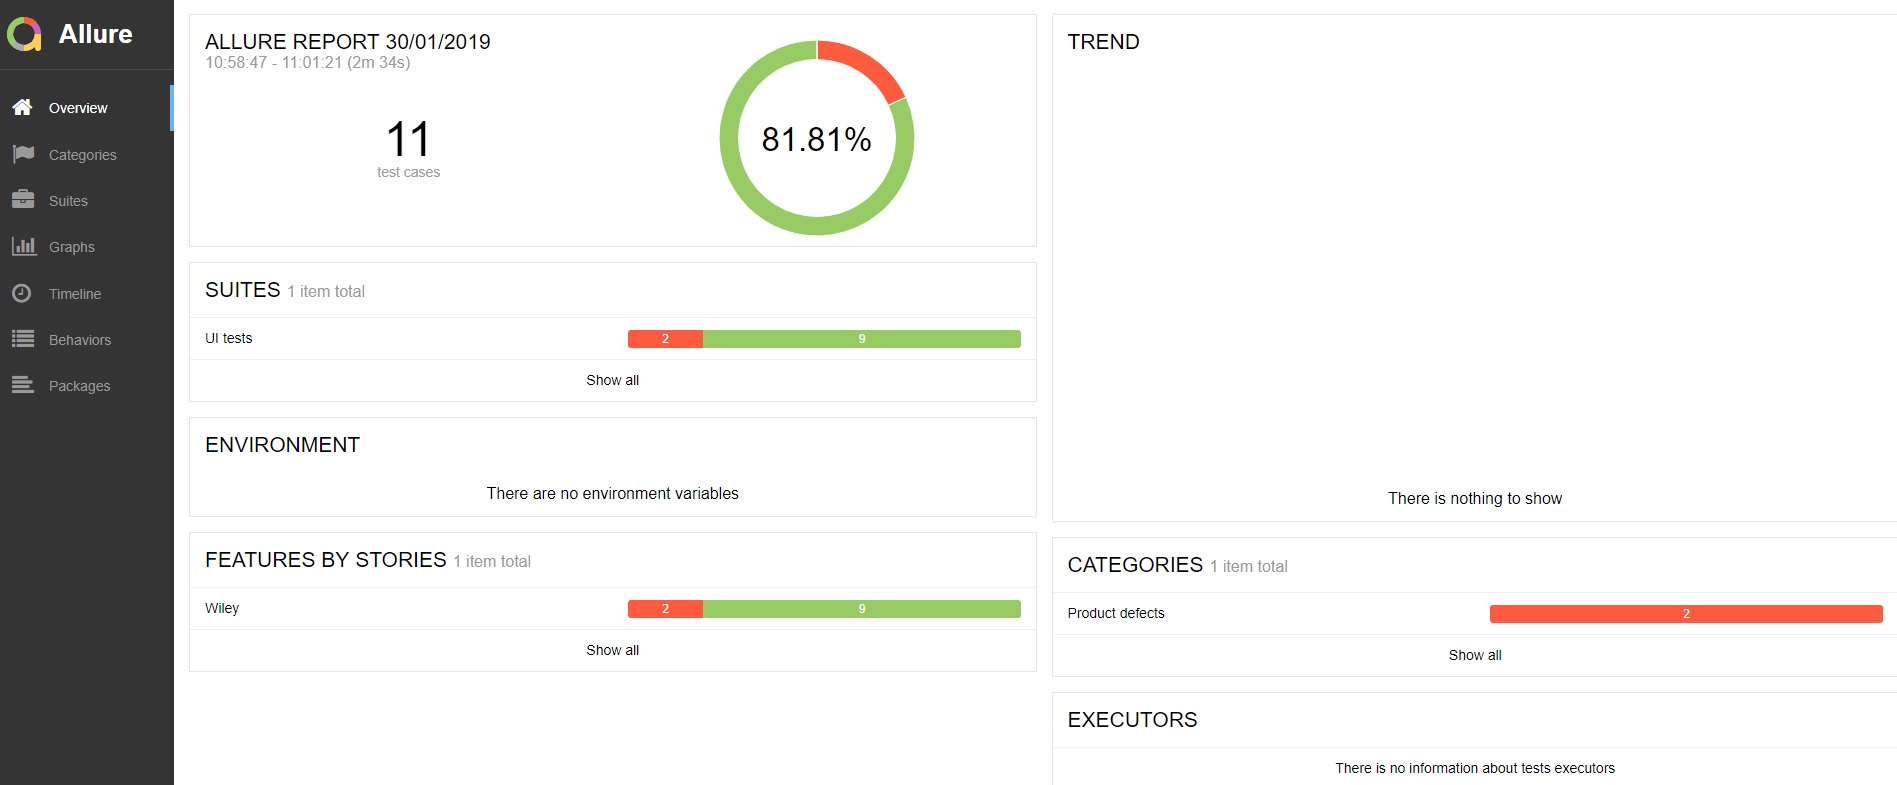 Allure
Overview
Categories
Suites
Graphs
Timeline
Behaviors
Packages
ALLURE REPORT 30/01/2019
10:58:47 - 11:01:21 (2m 34s)
11
test cases
81.81%
SUITES 1 item total
UI tests 2 9
Show all
ENVIRONMENT
There are no environment variables
FEATURES BY STORIES 1 item total
Wiley 2 9
Show all
TREND
There is nothing to show
CATEGORIES 1 item total
Product defects 2
Show all
EXECUTORS
There is no information about tests executors